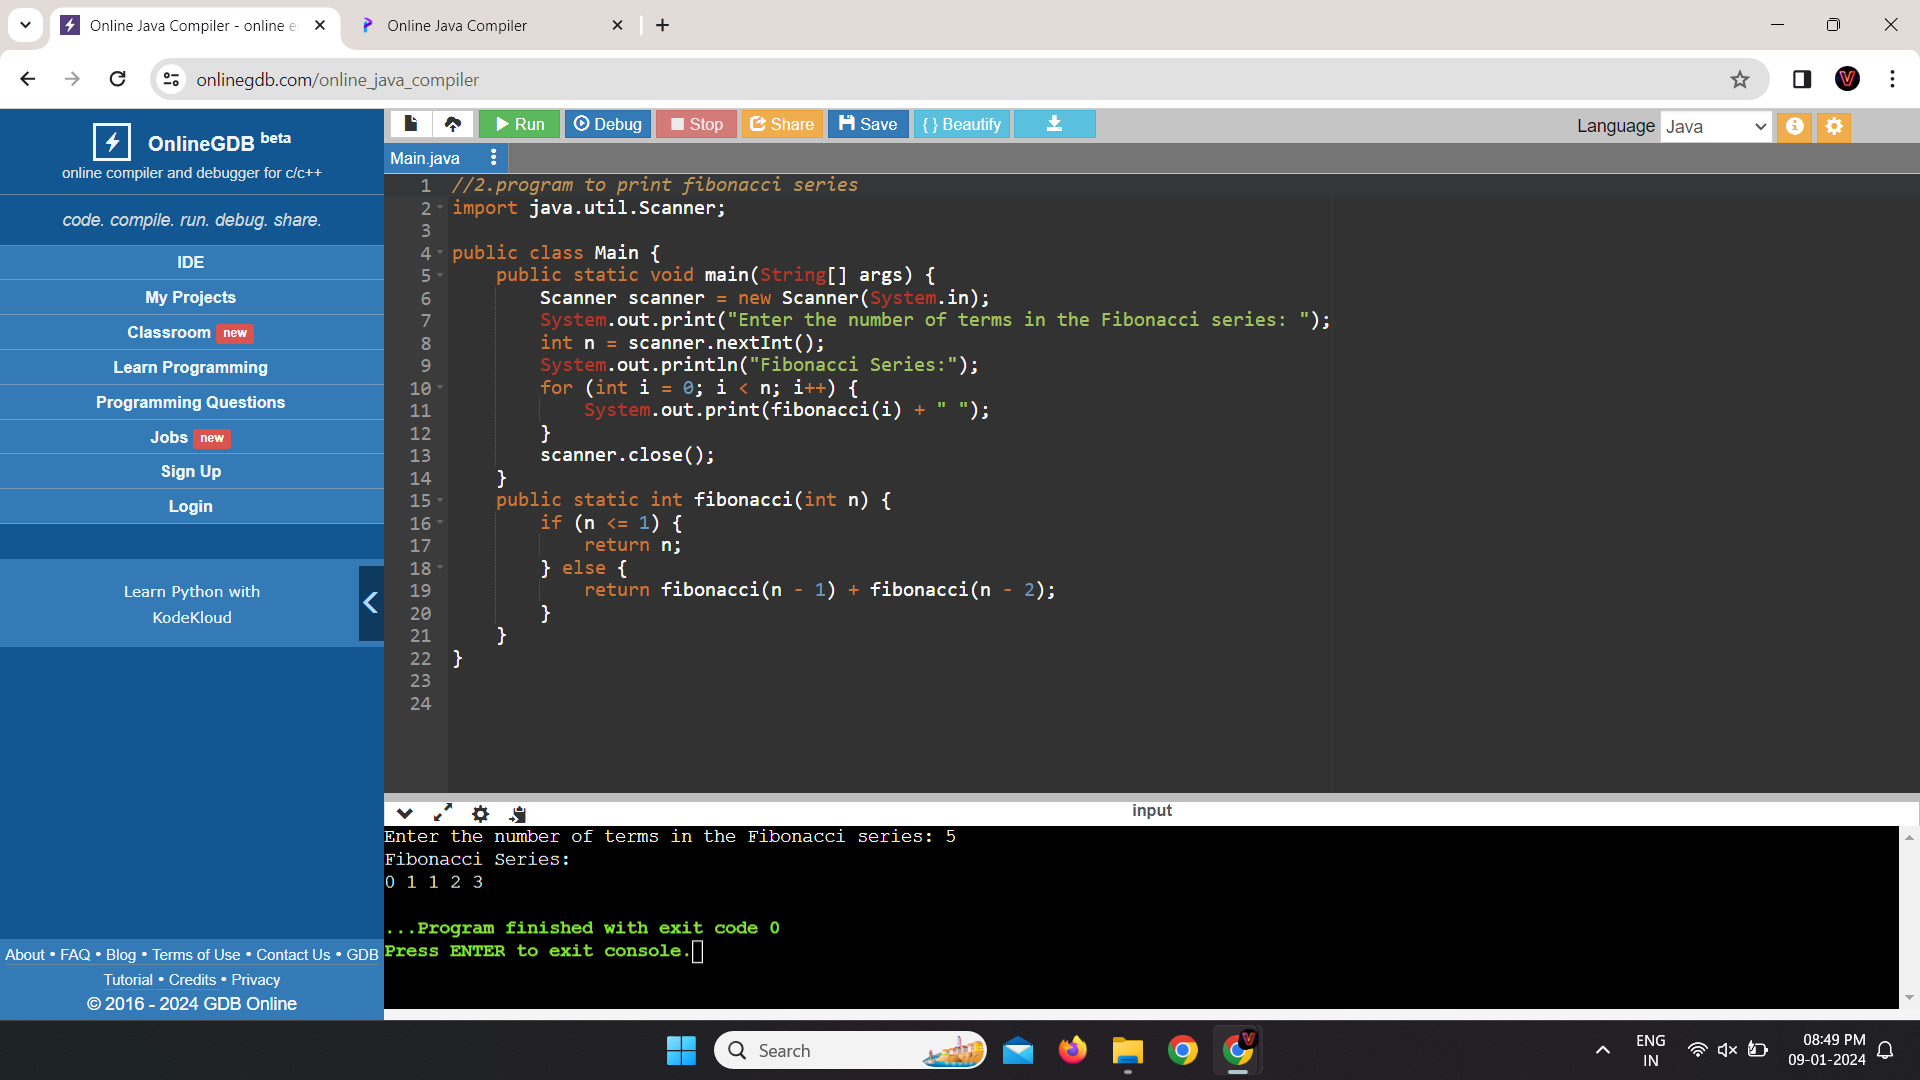 Online Java Compiler - online e
Online Java Compiler
onlinegdb.com/online_java_compiler
OnlineGDB beta
online compiler and debugger for c/c++
code. compile. run. debug. share.
IDE
My Projects
Classroom new
Learn Programming
Programming Questions
Jobs new
Sign Up
Login
Learn Python with
KodeKloud
About • FAQ • Blog • Terms of Use • Contact Us • GDB
Tutorial • Credits • Privacy
© 2016 - 2024 GDB Online
Run Debug Stop Share Save { } Beautify
Language Java
Main.java
1 //2.program to print fibonacci series
2 import java.util.Scanner;
3
4 public class Main {
5     public static void main(String[] args) {
6         Scanner scanner = new Scanner(System.in);
7         System.out.print("Enter the number of terms in the Fibonacci series: ");
8         int n = scanner.nextInt();
9         System.out.println("Fibonacci Series:");
10         for (int i = 0; i < n; i++) {
11             System.out.print(fibonacci(i) + " ");
12         }
13         scanner.close();
14     }
15     public static int fibonacci(int n) {
16         if (n <= 1) {
17             return n;
18         } else {
19             return fibonacci(n - 1) + fibonacci(n - 2);
20         }
21     }
22 }
23
24
input
Enter the number of terms in the Fibonacci series: 5
Fibonacci Series:
0 1 1 2 3
...Program finished with exit code 0
Press ENTER to exit console.
Search
ENG
IN
08:49 PM
09-01-2024